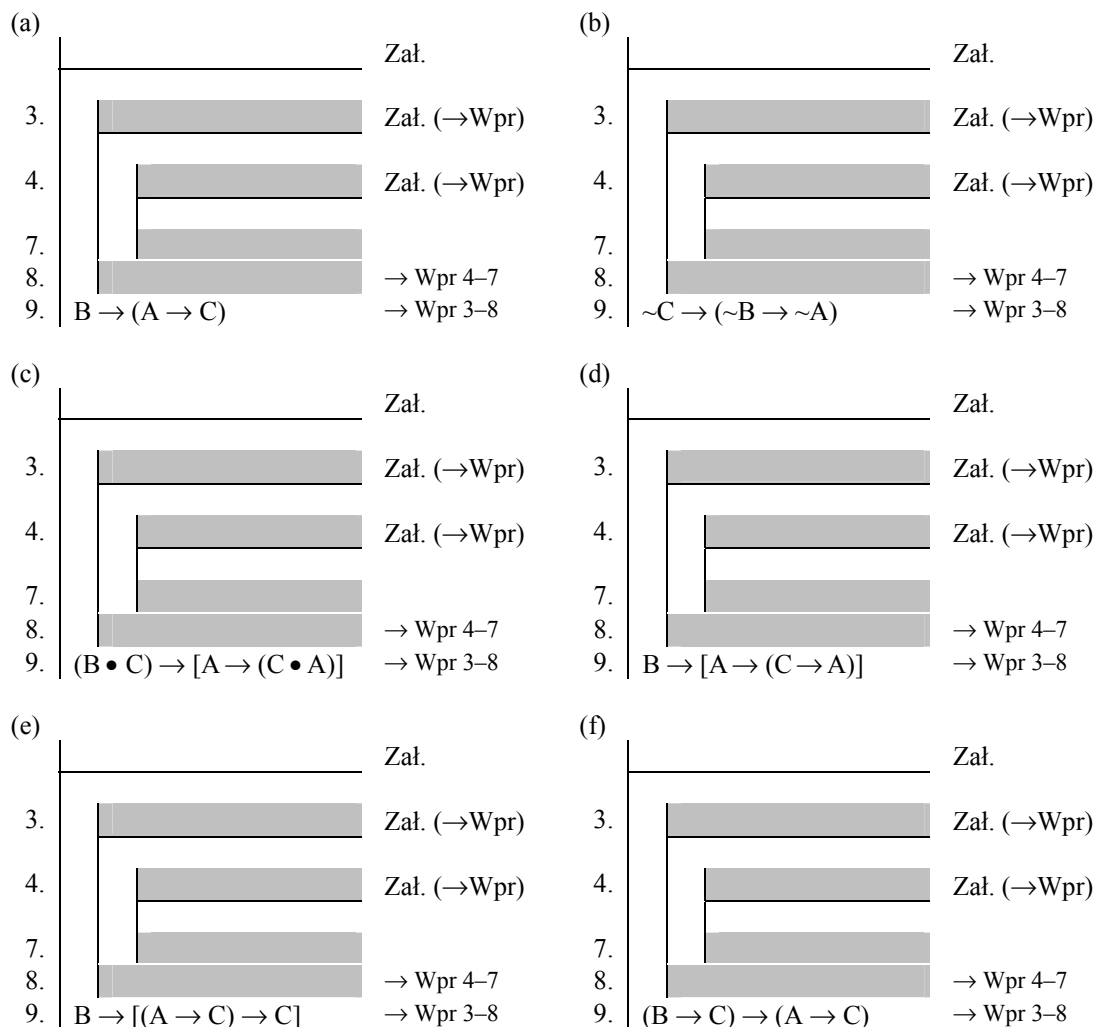 (a)
Zał.
3. Zał. (→Wpr)
4. Zał. (→Wpr)
7.
8. → Wpr 4–7
9. B → (A → C) → Wpr 3–8
(b)
Zał.
3. Zał. (→Wpr)
4. Zał. (→Wpr)
7.
8. → Wpr 4–7
9. ~C → (~B → ~A) → Wpr 3–8
(c)
Zał.
3. Zał. (→Wpr)
4. Zał. (→Wpr)
7.
8. → Wpr 4–7
9. (B • C) → [A → (C • A)] → Wpr 3–8
(d)
Zał.
3. Zał. (→Wpr)
4. Zał. (→Wpr)
7.
8. → Wpr 4–7
9. B → [A → (C → A)] → Wpr 3–8
(e)
Zał.
3. Zał. (→Wpr)
4. Zał. (→Wpr)
7.
8. → Wpr 4–7
9. B → [(A → C) → C] → Wpr 3–8
(f)
Zał.
3. Zał. (→Wpr)
4. Zał. (→Wpr)
7.
8. → Wpr 4–7
9. (B → C) → (A → C) → Wpr 3–8